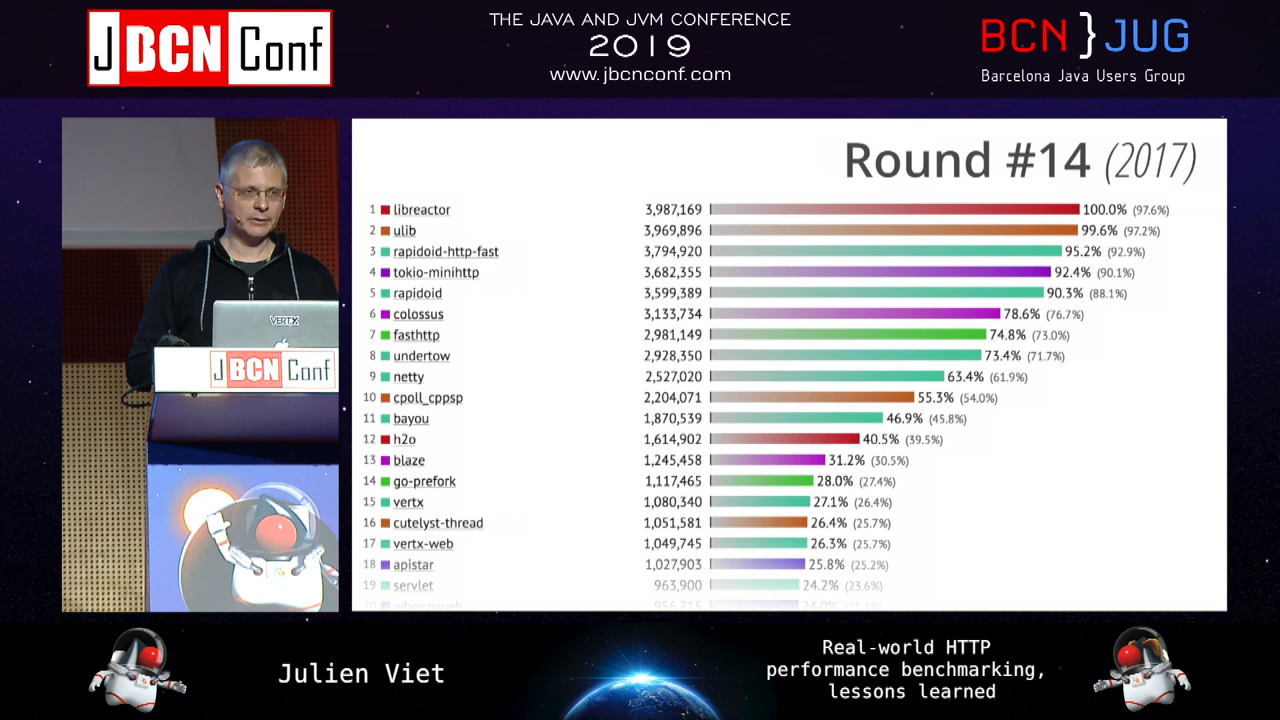 J BCN Conf
THE JAVA AND JVM CONFERENCE
2019
www.jbcnconf.com
BCN}JUG
Barcelona Java Users Group
VERT.X
J BCN Conf
Round #14 (2017)
1 libreactor 3,987,169 100.0% (97.6%)
2 ulib 3,969,896 99.6% (97.2%)
3 rapidoid-http-fast 3,794,920 95.2% (92.9%)
4 tokio-minihttp 3,682,355 92.4% (90.1%)
5 rapidoid 3,599,389 90.3% (88.1%)
6 colossus 3,133,734 78.6% (76.7%)
7 fasthttp 2,981,149 74.8% (73.0%)
8 undertow 2,928,350 73.4% (71.7%)
9 netty 2,527,020 63.4% (61.9%)
10 cpoll_cppsp 2,204,071 55.3% (54.0%)
11 bayou 1,870,539 46.9% (45.8%)
12 h2o 1,614,902 40.5% (39.5%)
13 blaze 1,245,458 31.2% (30.5%)
14 go-prefork 1,117,465 28.0% (27.4%)
15 vertx 1,080,340 27.1% (26.4%)
16 cutelyst-thread 1,051,581 26.4% (25.7%)
17 vertx-web 1,049,745 26.3% (25.7%)
18 apistar 1,027,903 25.8% (25.2%)
19 servlet 963,900 24.2% (23.6%)
20 956,715 24.0%
Julien Viet
Real-world HTTP
performance benchmarking,
lessons learned